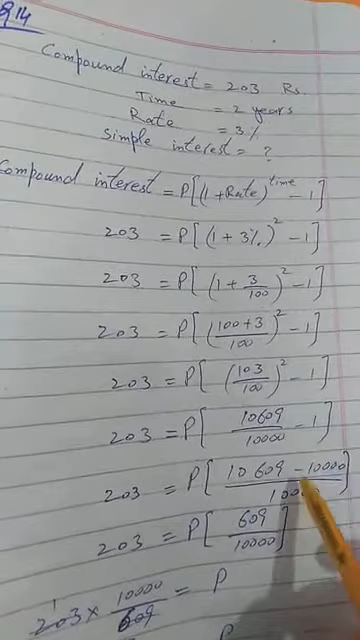 Q14
Compound interest = 203 Rs.
Time = 2 years
Rate = 3%
Simple interest = ?
Compound interest = P[(1+Rate)^time - 1]
203 = P[(1+3%)^2 - 1]
203 = P[(1+3/100)^2 - 1]
203 = P[(100+3/100)^2 - 1]
203 = P[(103/100)^2 - 1]
203 = P[10609/10000 - 1]
203 = P[10609-10000/10000]
203 = P[609/10000]
203 × 10000/609 = P